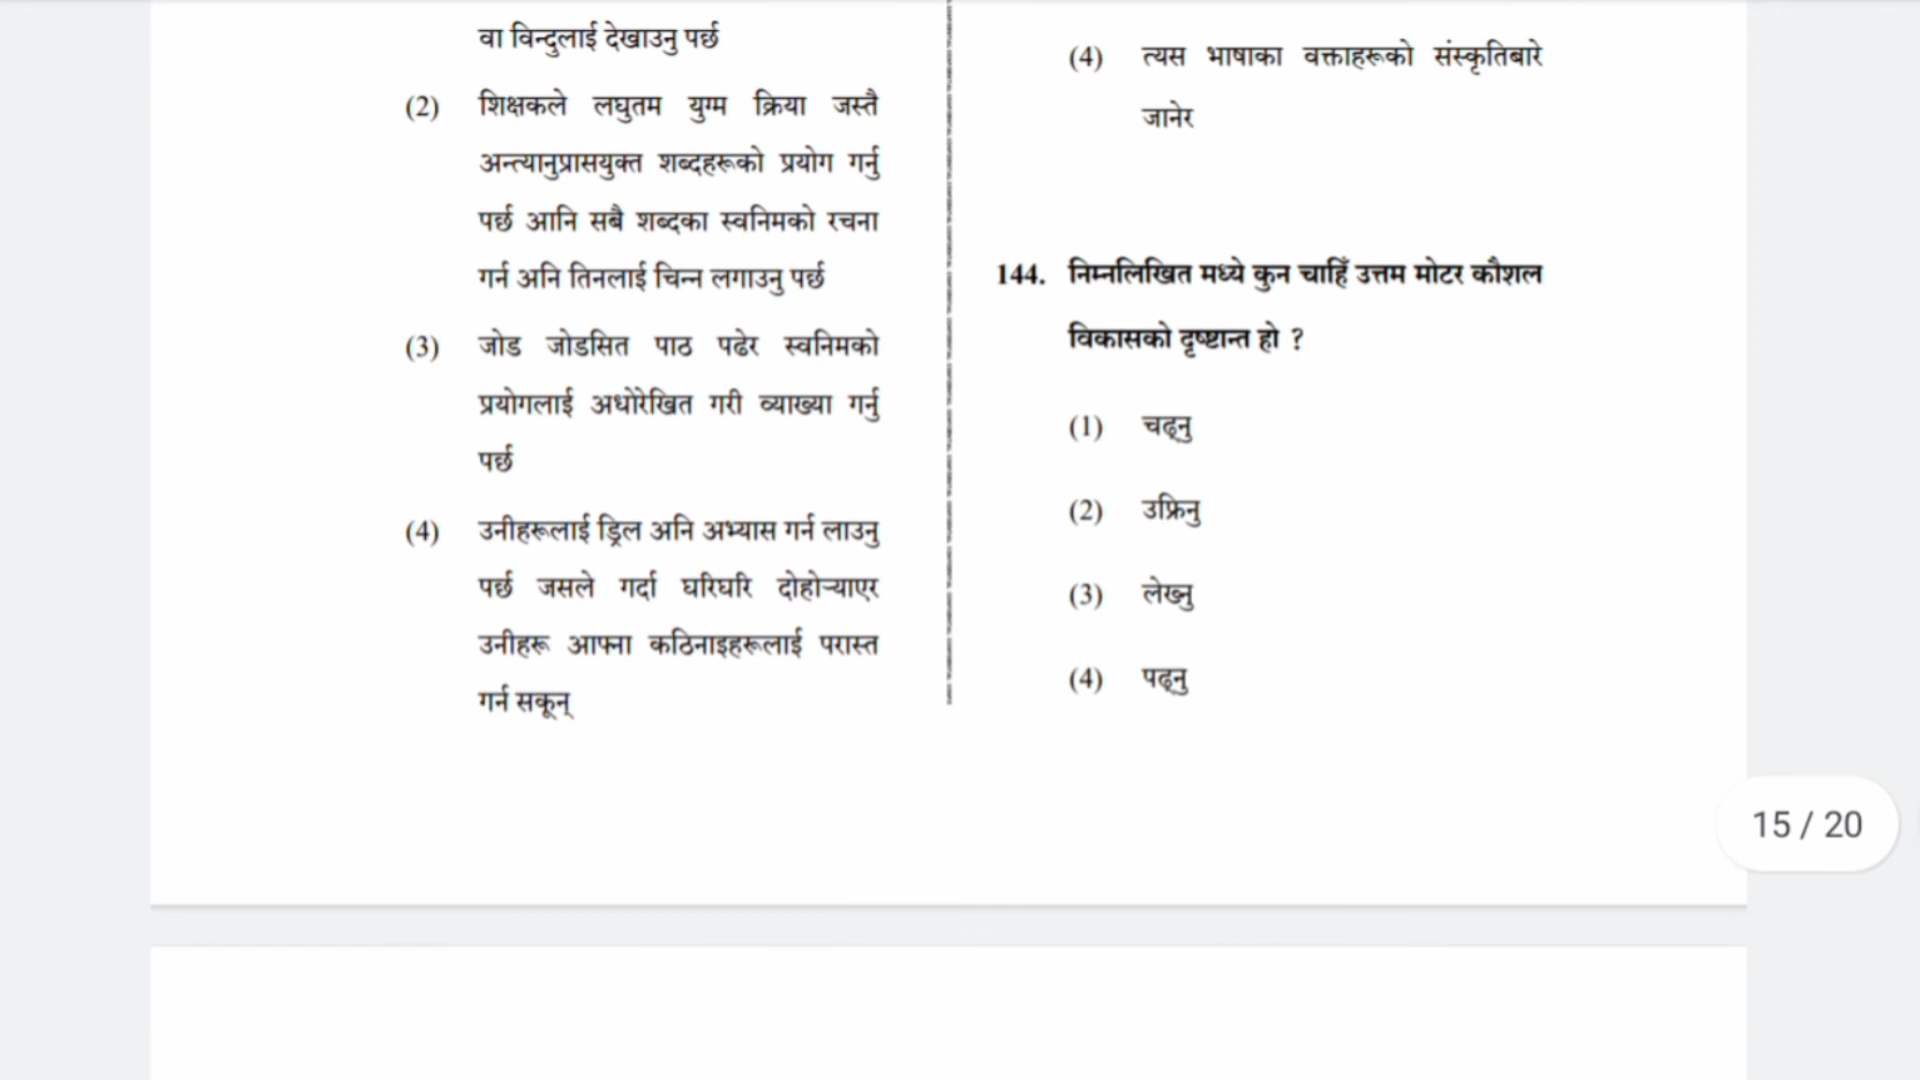 वा विन्दुलाई देखाउनु पर्छ
(2) शिक्षकले लघुतम युग्म क्रिया जस्तै
अन्त्यानुप्रासयुक्त शब्दहरूको प्रयोग गर्नु
पर्छ आनि सबै शब्दका स्वनिमको रचना
गर्न अनि तिनलाई चिन्न लगाउनु पर्छ
(3) जोड जोडसित पाठ पढेर स्वनिमको
प्रयोगलाई अधोरेखित गरी व्याख्या गर्नु
पर्छ
(4) उनीहरूलाई ड्रिल अनि अभ्यास गर्न लाउनु
पर्छ जसले गर्दा घरिघरि दोहोर्‍याएर
उनीहरू आफ्ना कठिनाइहरूलाई परास्त
गर्न सकून्
(4) त्यस भाषाका वक्ताहरूको संस्कृतिबारे
जानेर
144. निम्नलिखित मध्ये कुन चाहिँ उत्तम मोटर कौशल
विकासको दृष्टान्त हो ?
(1) चढ्नु
(2) उफ्रिनु
(3) लेख्नु
(4) पढ्नु
15 / 20